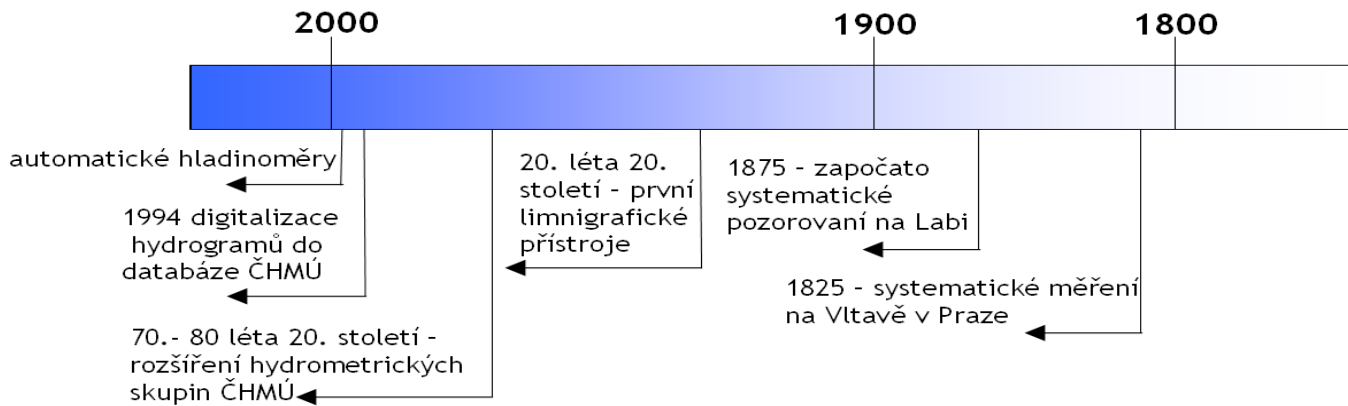 2000
1900
1800
automatické hladinoměry
1994 digitalizace
hydrogramů do
databáze ČHMÚ
70.- 80 léta 20. století -
rozšíření hydrometrických
skupin ČHMÚ
20. léta 20.
století - první
limnigrafické
přístroje
1875 - započato
systematické
pozorovaní na Labi
1825 - systematické měření
na Vltavě v Praze